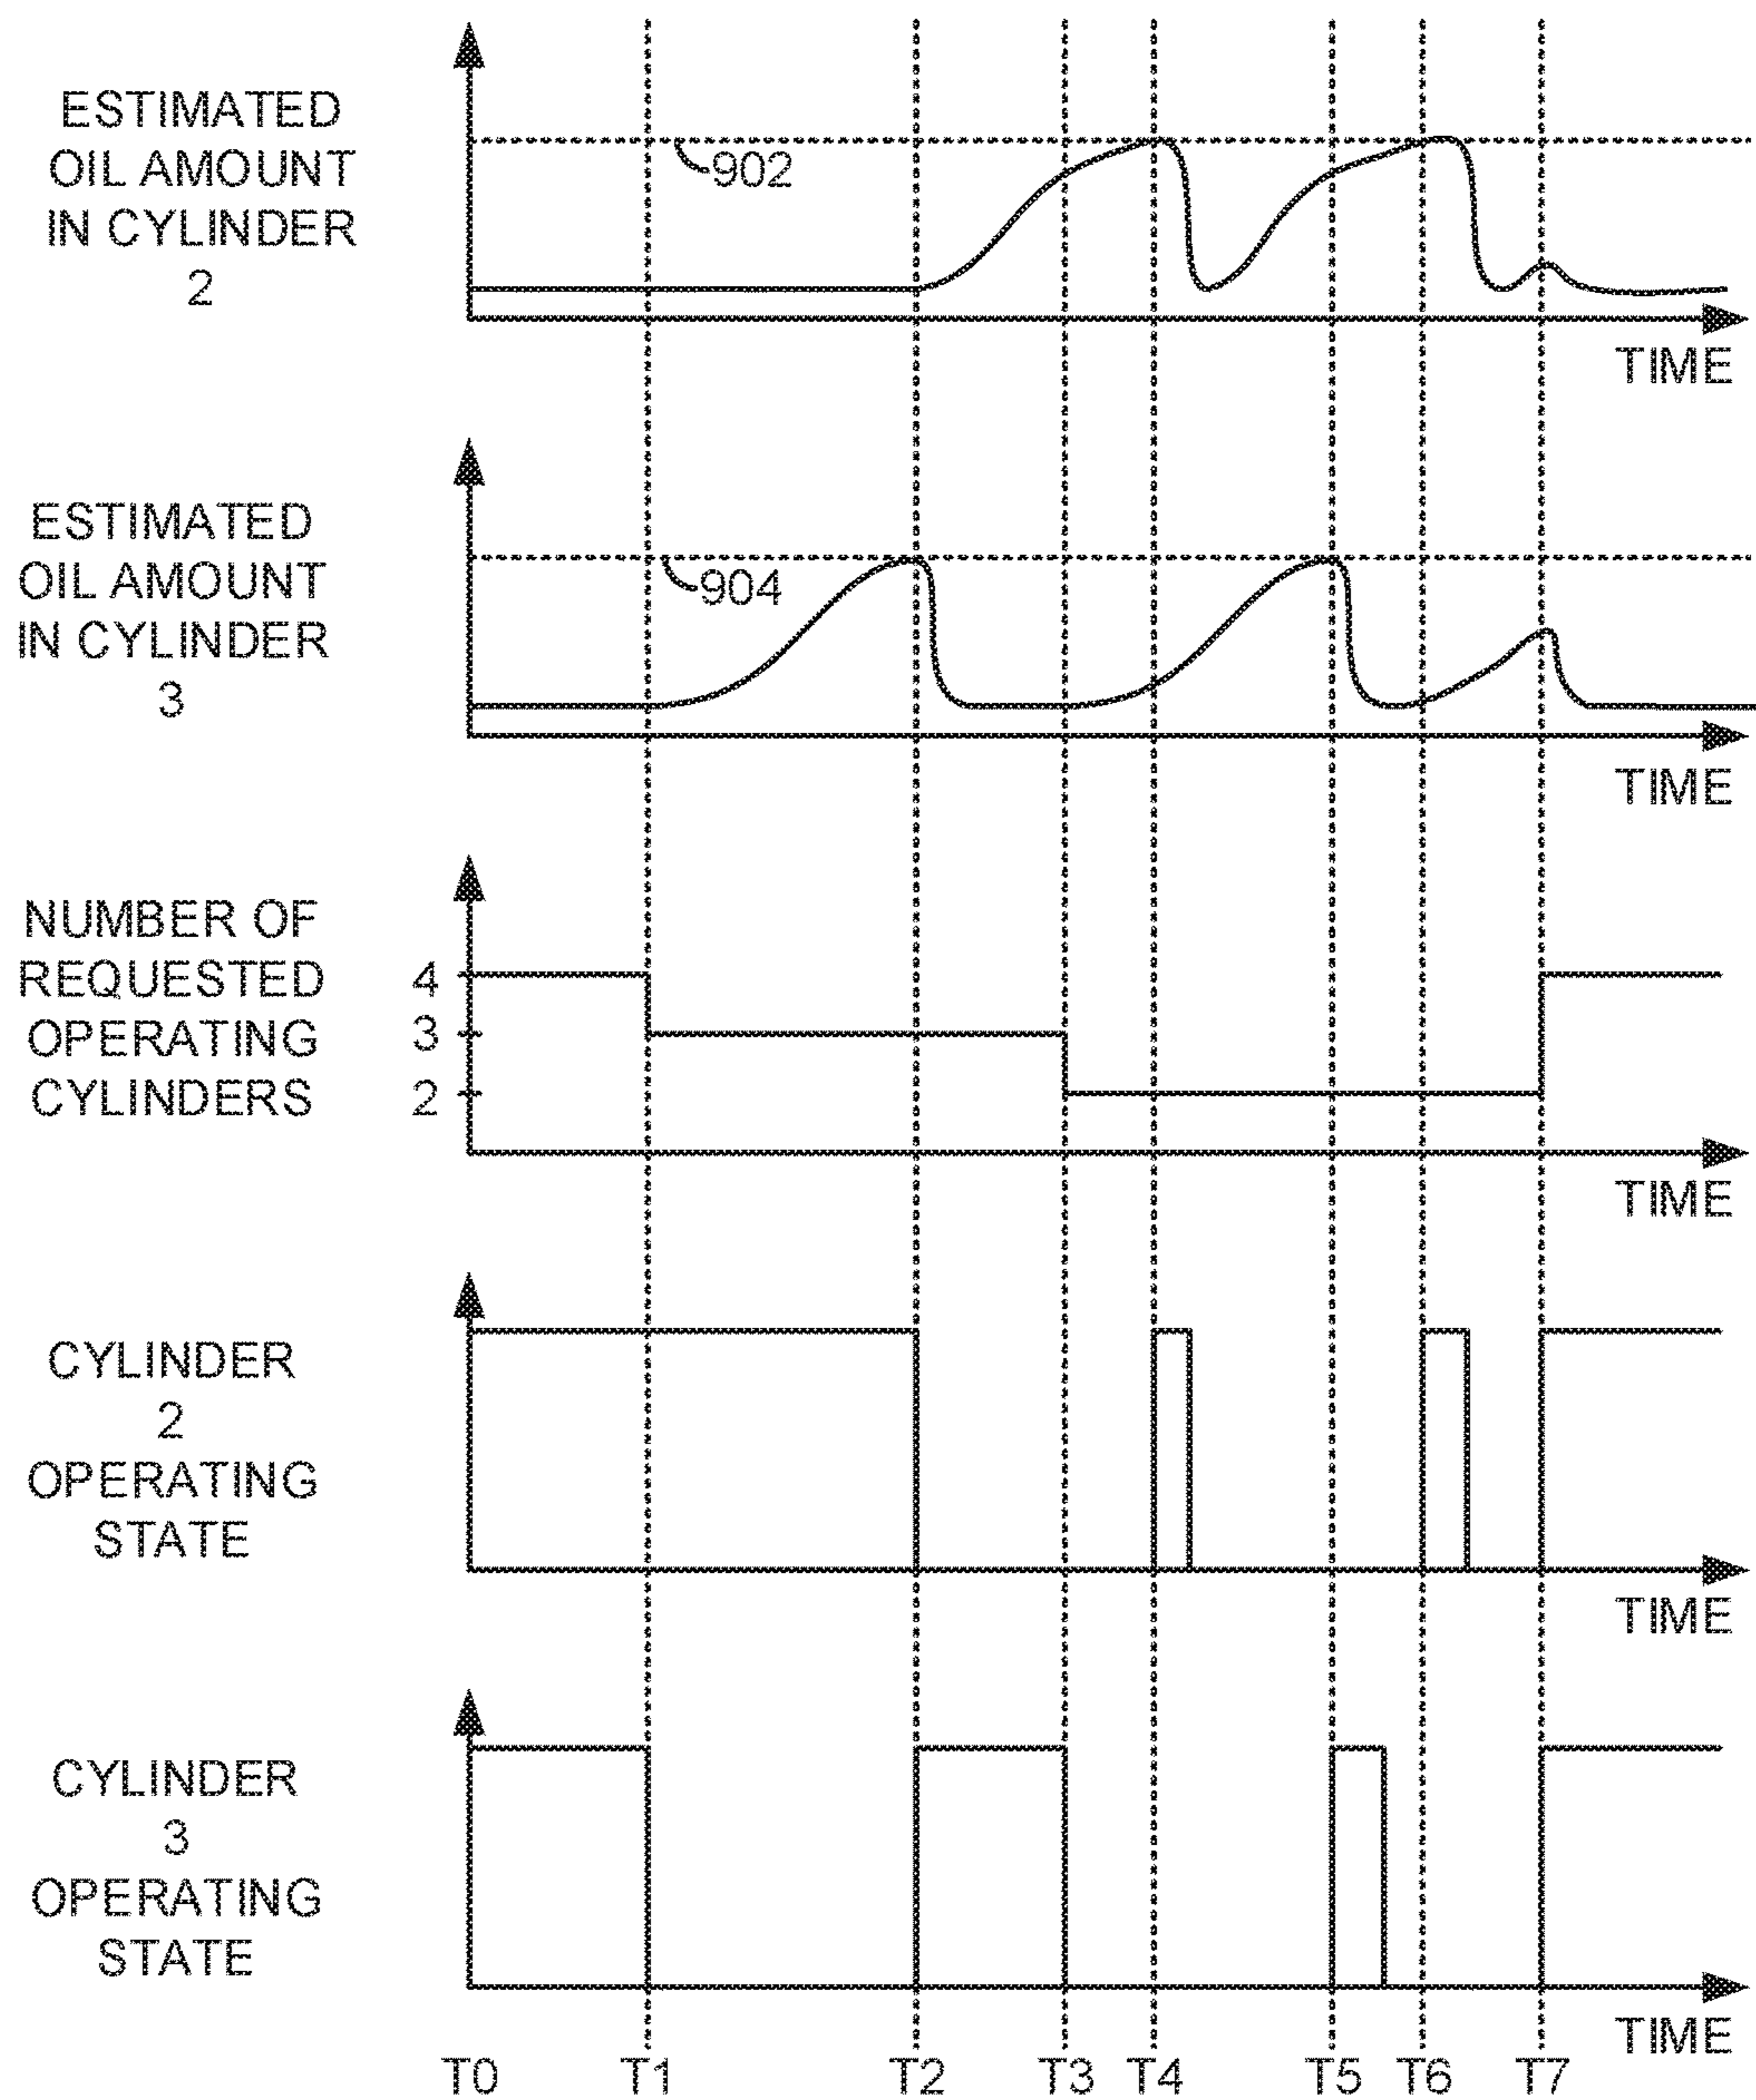 ESTIMATED
OIL AMOUNT
IN CYLINDER
2
902
TIME
ESTIMATED
OIL AMOUNT
IN CYLINDER
3
904
TIME
NUMBER OF
REQUESTED
OPERATING
CYLINDERS
4
3
2
TIME
CYLINDER
2
OPERATING
STATE
TIME
CYLINDER
3
OPERATING
STATE
TIME
T0 T1 T2 T3 T4 T5 T6 T7